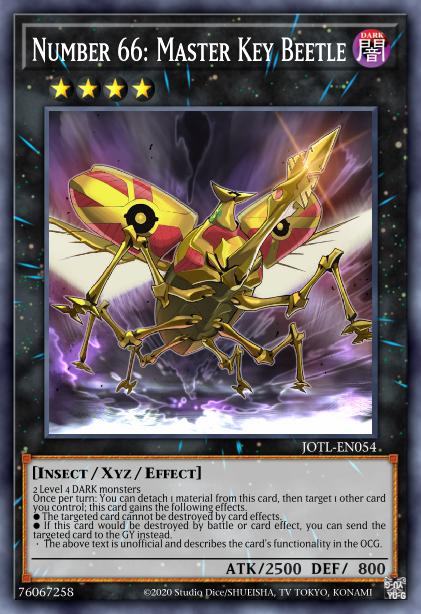 NUMBER 66: MASTER KEY BEETLE
DARK
闇
JOTL-EN054
[INSECT / XYZ / EFFECT]
2 Level 4 DARK monsters
Once per turn: You can detach 1 material from this card, then target 1 other card
you control; this card gains the following effects.
● The targeted card cannot be destroyed by card effects.
● If this card would be destroyed by battle or card effect, you can send the
targeted card to the GY instead.
· The above text is unofficial and describes the card's functionality in the OCG.
ATK/2500 DEF/ 800
76067258
©2020 Studio Dice/SHUEISHA, TV TOKYO, KONAMI